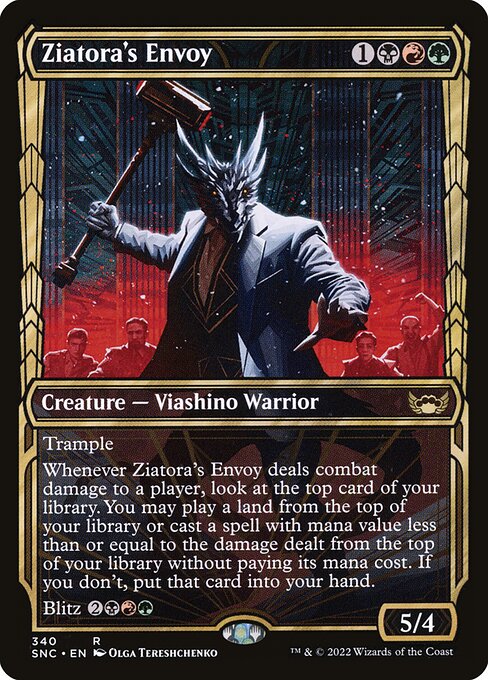 Ziatora's Envoy 1
Creature — Viashino Warrior
Trample
Whenever Ziatora's Envoy deals combat
damage to a player, look at the top card of your
library. You may play a land from the top of
your library or cast a spell with mana value less
than or equal to the damage dealt from the top
of your library without paying its mana cost. If
you don't, put that card into your hand.
Blitz 2
5/4
340 R
SNC • EN Olga Tereshchenko
™ & © 2022 Wizards of the Coast